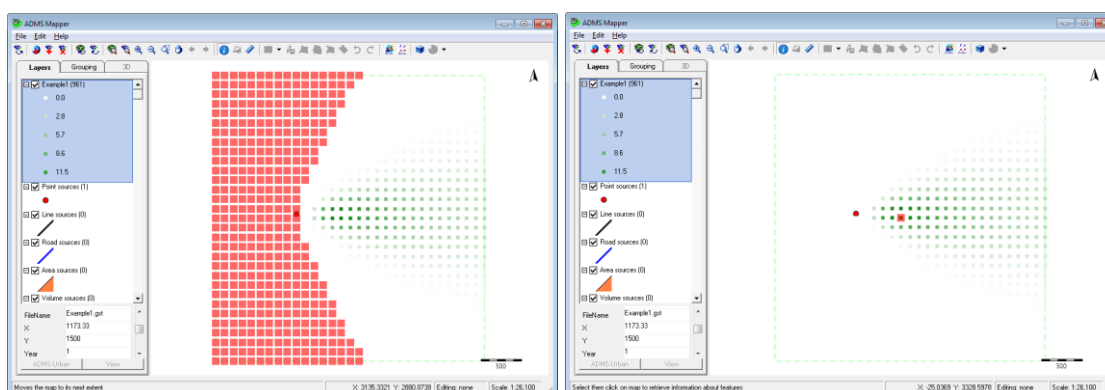 ADMS Mapper
File Edit Help
Layers Grouping 3D
Example1 (961)
0.0
2.8
5.7
8.6
11.5
Point sources (1)
Line sources (0)
Road sources (0)
Area sources (0)
Volume sources (0)
FileName Example1.gst
X 1173.33
Y 1500
Year 1
ADMS-Urban View
500
Moves the map to its next extent X: 3135.3321 Y: 2880.0738 Editing: none Scale: 1:26,100
ADMS Mapper
File Edit Help
Layers Grouping 3D
Example1 (961)
0.0
2.8
5.7
8.6
11.5
Point sources (1)
Line sources (0)
Road sources (0)
Area sources (0)
Volume sources (0)
FileName Example1.gst
X 1173.33
Y 1500
Year 1
ADMS-Urban View
500
Select then click on map to retrieve information about features X: -25.0369 Y: 3328.5978 Editing: none Scale: 1:26,100